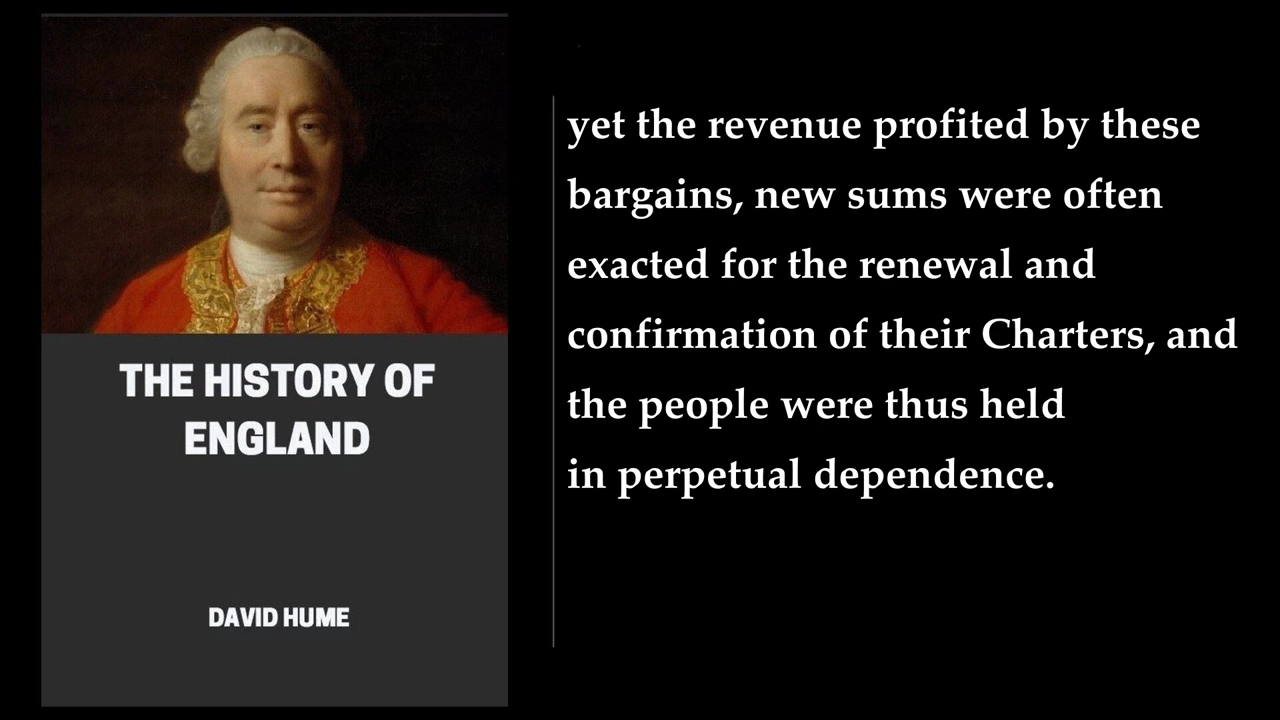 THE HISTORY OF
ENGLAND
DAVID HUME
yet the revenue profited by these
bargains, new sums were often
exacted for the renewal and
confirmation of their Charters, and
the people were thus held
in perpetual dependence.